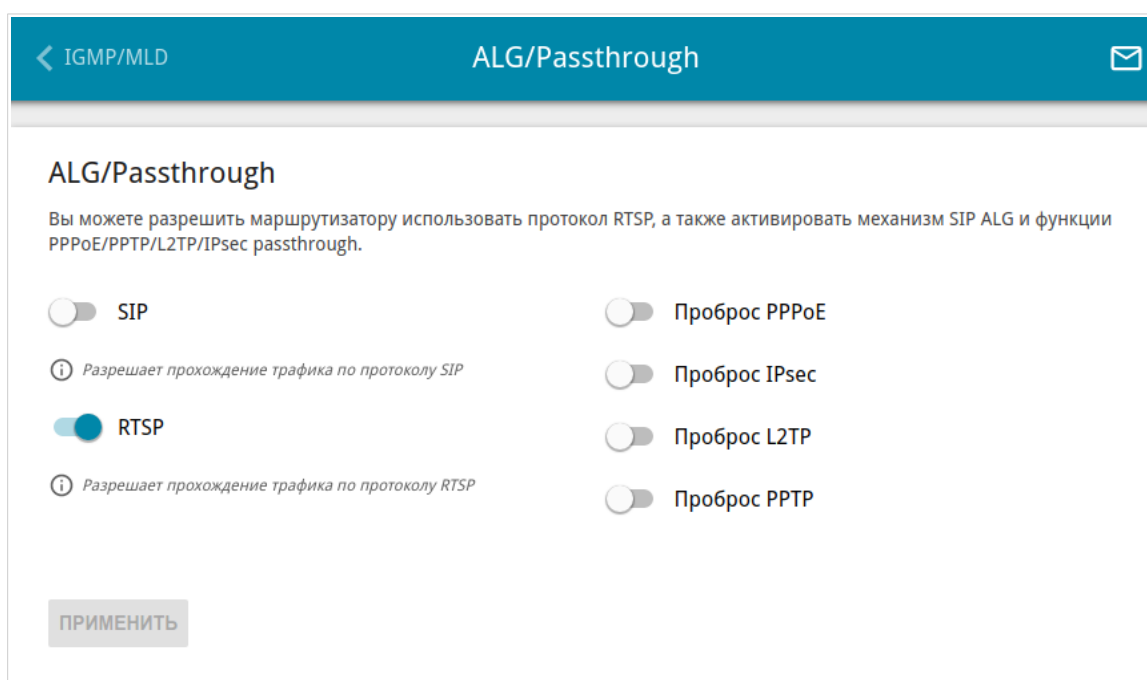 IGMP/MLD
ALG/Passthrough
ALG/Passthrough
Вы можете разрешить маршрутизатору использовать протокол RTSP, а также активировать механизм SIP ALG и функции
PPPoE/PPTP/L2TP/IPsec passthrough.
SIP
Разрешает прохождение трафика по протоколу SIP
RTSP
Разрешает прохождение трафика по протоколу RTSP
Проброс PPPoE
Проброс IPsec
Проброс L2TP
Проброс PPTP
ПРИМЕНИТЬ